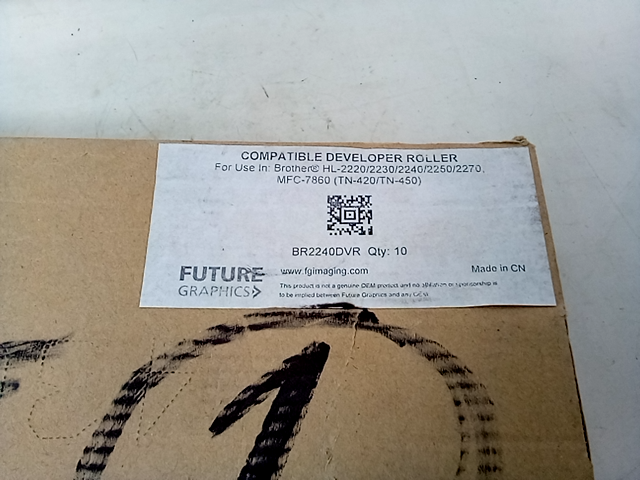 COMPATIBLE DEVELOPER ROLLER
For Use In: Brother® HL-2220/2230/2240/2250/2270,
MFC-7860 (TN-420/TN-450)
BR2240DVR Qty: 10
FUTURE
GRAPHICS
www.fgimaging.com
Made in CN
This product is not a genuine OEM product and no affiliation or sponsorship is
to be implied between Future Graphics and any OEM
1